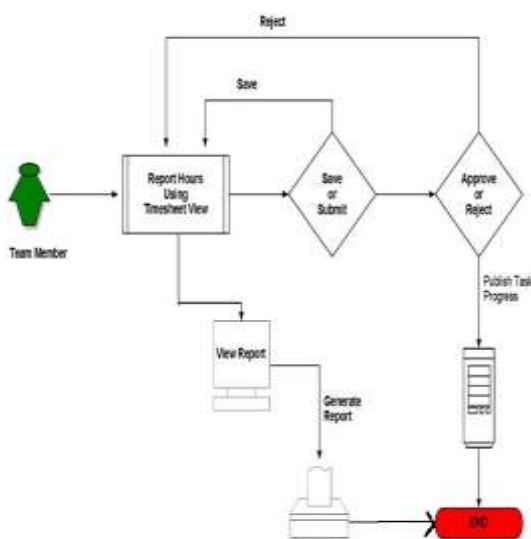 Reject
Save
Report Hours
Using
Timesheet View
Save
or
Submit
Approve
or
Reject
Team Member
Publish Task
Progress
View Report
Generate
Report
END